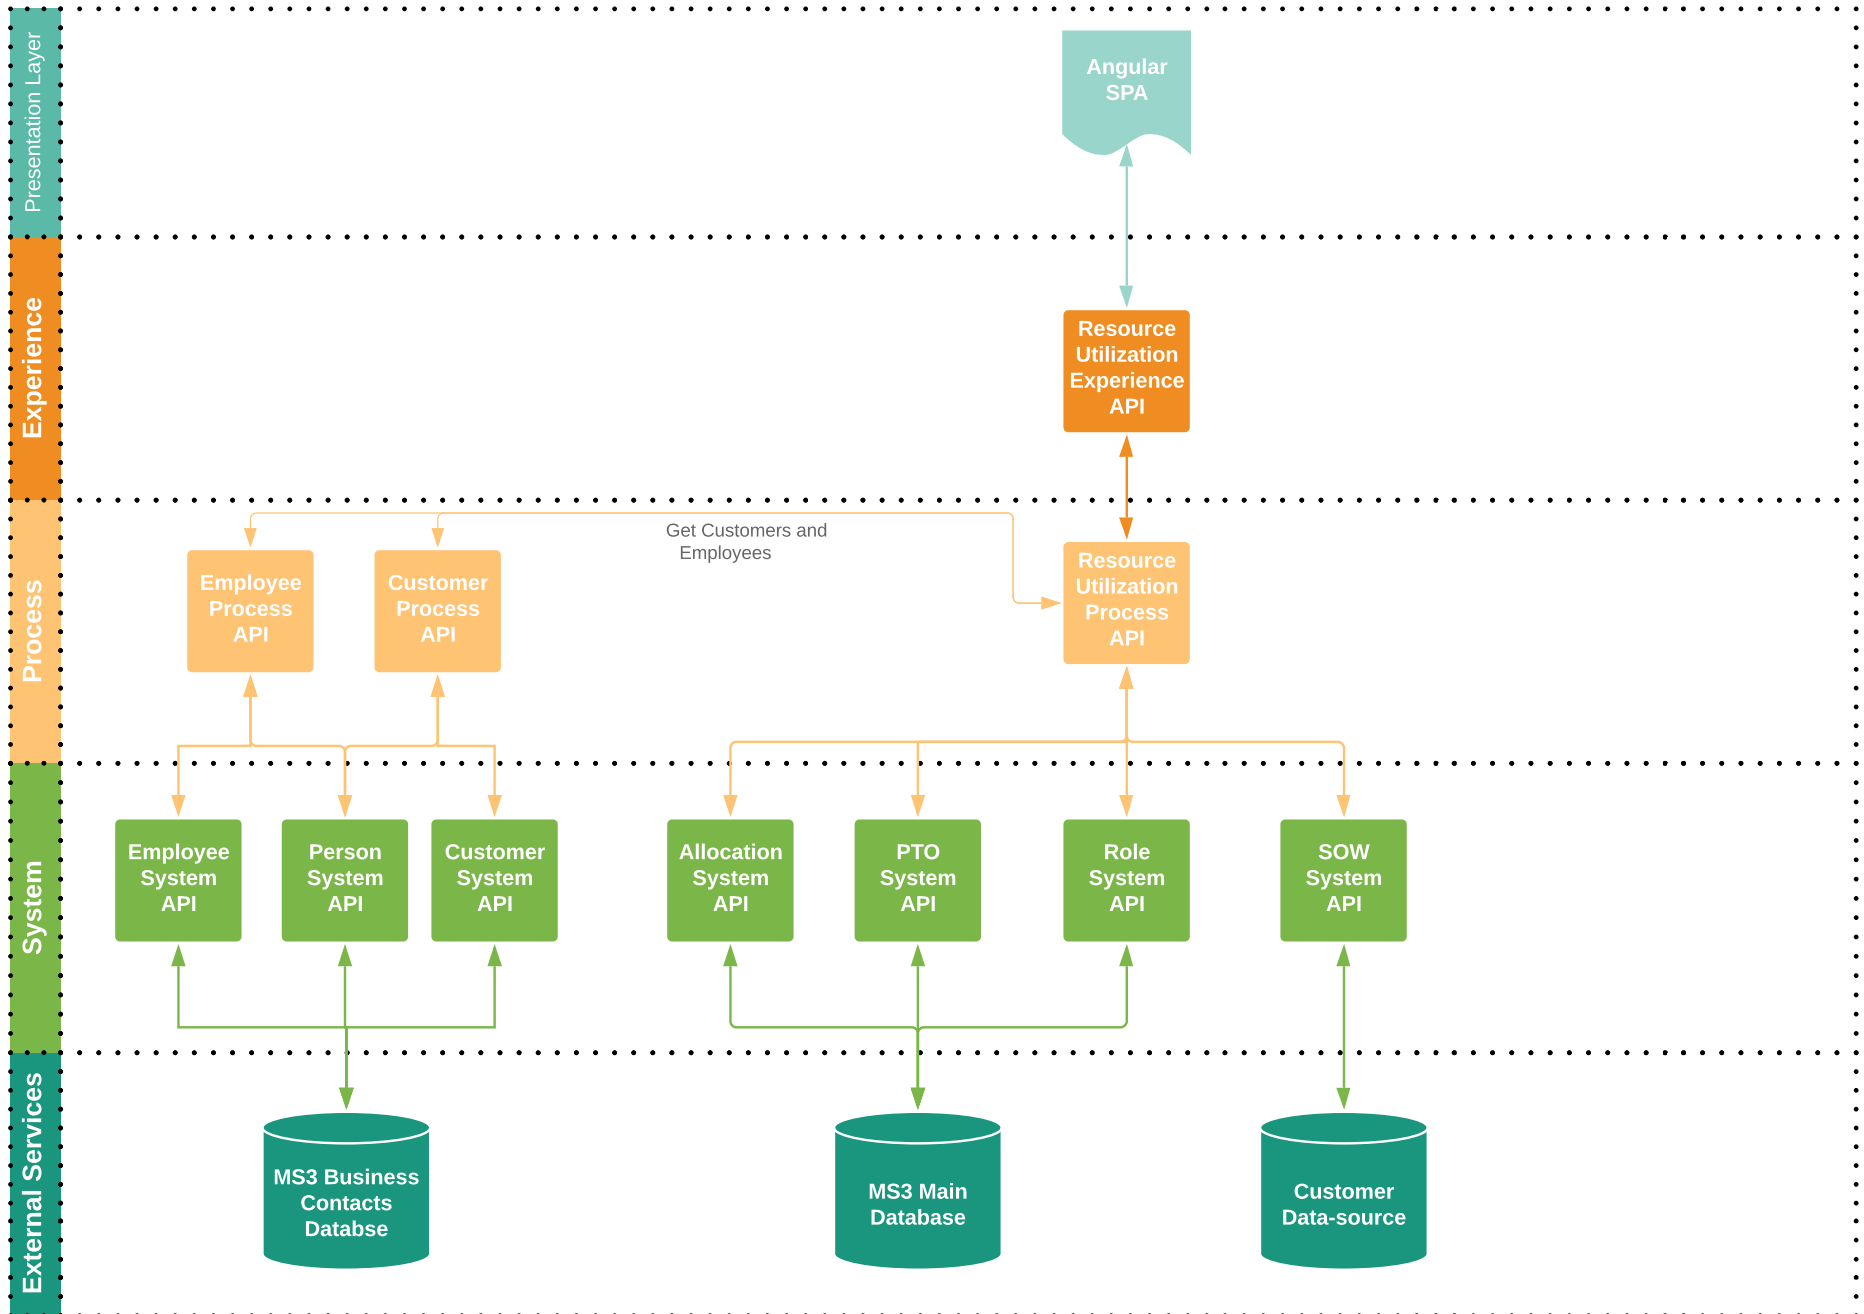 Presentation Layer
Angular
SPA
Experience
Resource
Utilization
Experience
API
Process
Get Customers and
Employees
Employee
Process
API
Customer
Process
API
Resource
Utilization
Process
API
System
Employee
System
API
Person
System
API
Customer
System
API
Allocation
System
API
PTO
System
API
Role
System
API
SOW
System
API
External Services
MS3 Business
Contacts
Databse
MS3 Main
Database
Customer
Data-source